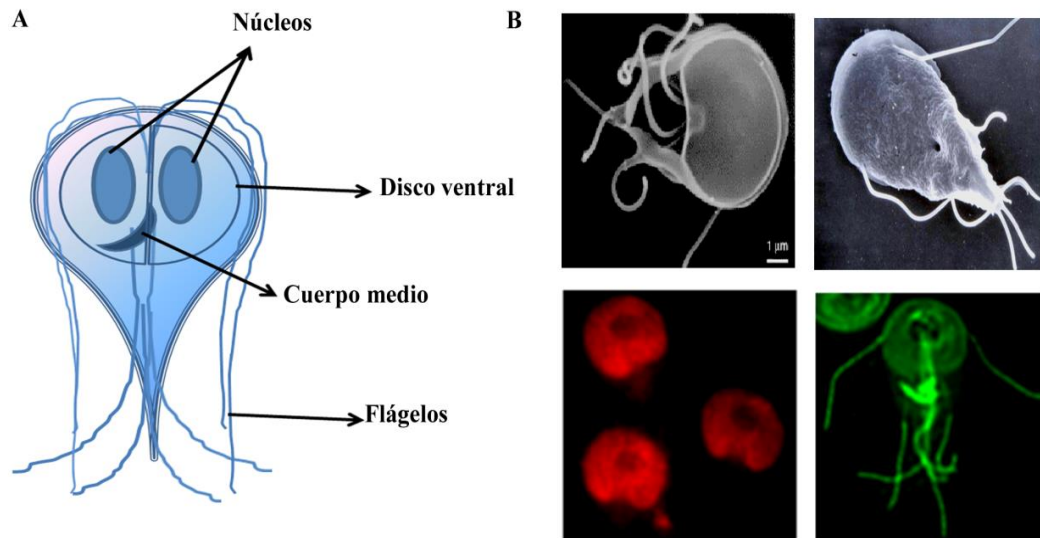 A
Núcleos
Disco ventral
Cuerpo medio
Flágelos
B
1 μm